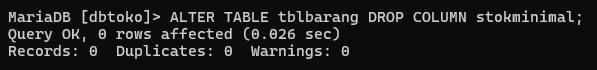 MariaDB [dbtoko]> ALTER TABLE tblbarang DROP COLUMN stokminimal;
Query OK, 0 rows affected (0.026 sec)
Records: 0  Duplicates: 0  Warnings: 0